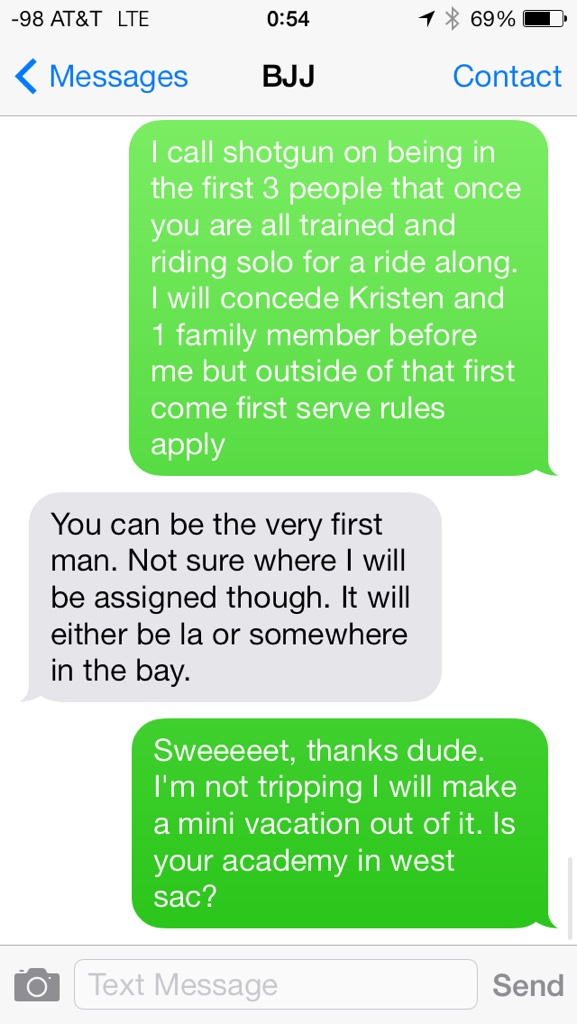 -98 AT&T LTE 0:54 69%
Messages BJJ Contact
I call shotgun on being in
the first 3 people that once
you are all trained and
riding solo for a ride along.
I will concede Kristen and
1 family member before
me but outside of that first
come first serve rules
apply
You can be the very first
man. Not sure where I will
be assigned though. It will
either be la or somewhere
in the bay.
Sweeeeet, thanks dude.
I'm not tripping I will make
a mini vacation out of it. Is
your academy in west
sac?
Text Message Send